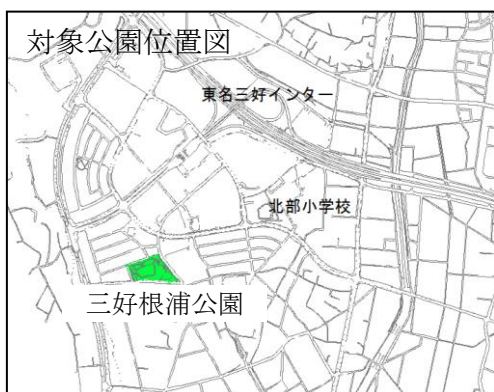 対象公園位置図
東名三好インター
北部小学校
三好根浦公園